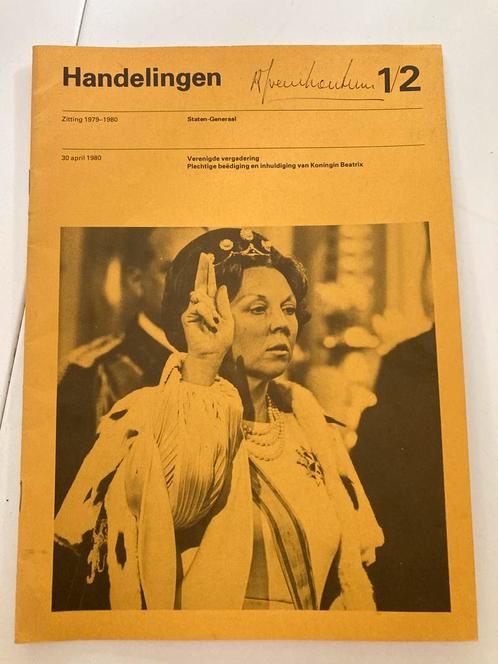 Handelingen 1/2
Zitting 1979-1980 Staten-Generaal
30 april 1980 Verenigde vergadering
Plechtige beëdiging en inhuldiging van Koningin Beatrix